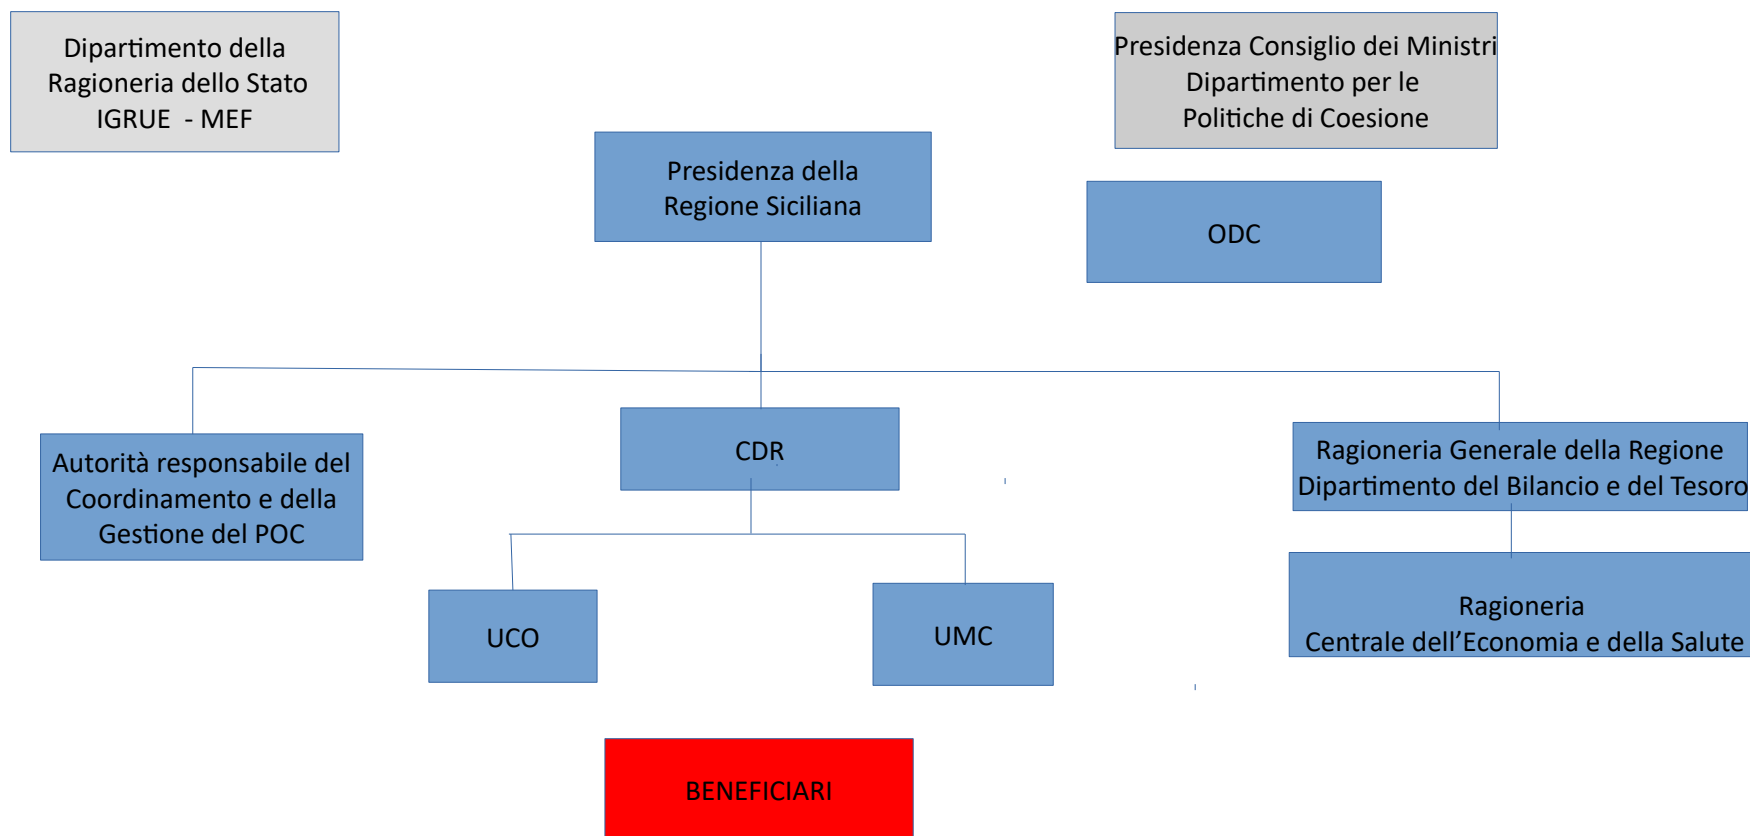 Dipartimento della
Ragioneria dello Stato
IGRUE - MEF
Presidenza Consiglio dei Ministri
Dipartimento per le
Politiche di Coesione
Presidenza della
Regione Siciliana
ODC
Autorità responsabile del
Coordinamento e della
Gestione del POC
CDR
Ragioneria Generale della Regione
Dipartimento del Bilancio e del Tesoro
UCO
UMC
Ragioneria
Centrale dell’Economia e della Salute
BENEFICIARI